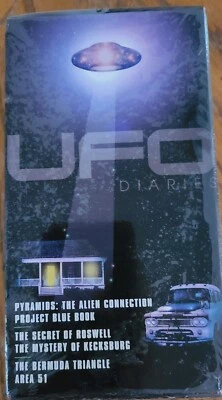 UFO
DIARIES
PYRAMIDS: THE ALIEN CONNECTION
PROJECT BLUE BOOK
THE SECRET OF ROSWELL
THE MYSTERY OF KECKSBURG
THE BERMUDA TRIANGLE
AREA 51